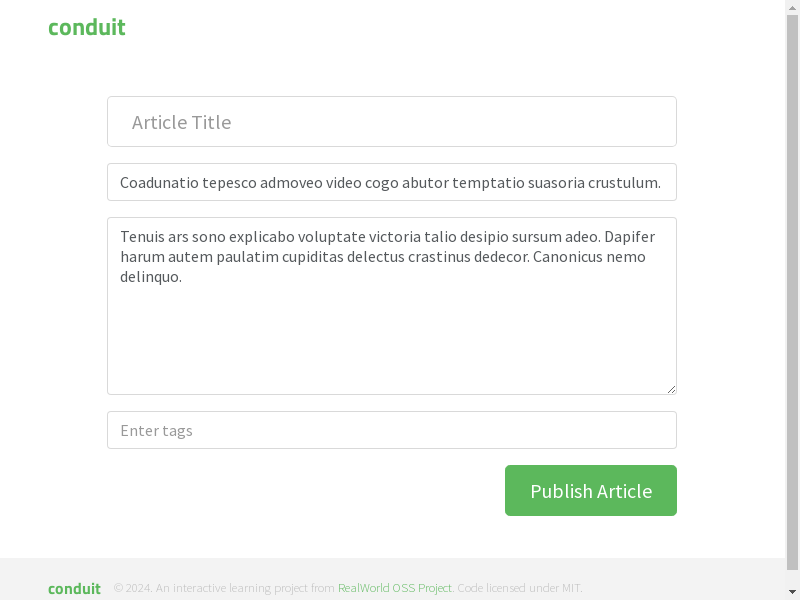 conduit
Article Title
Coadunatio tepesco admoveo video cogo abutor temptatio suasoria crustulum.
Tenuis ars sono explicabo voluptate victoria talio desipio sursum adeo. Dapifer
harum autem paulatim cupiditas delectus crastinus dedecor. Canonicus nemo
delinquo.
Enter tags
Publish Article
conduit © 2024. An interactive learning project from RealWorld OSS Project. Code licensed under MIT.